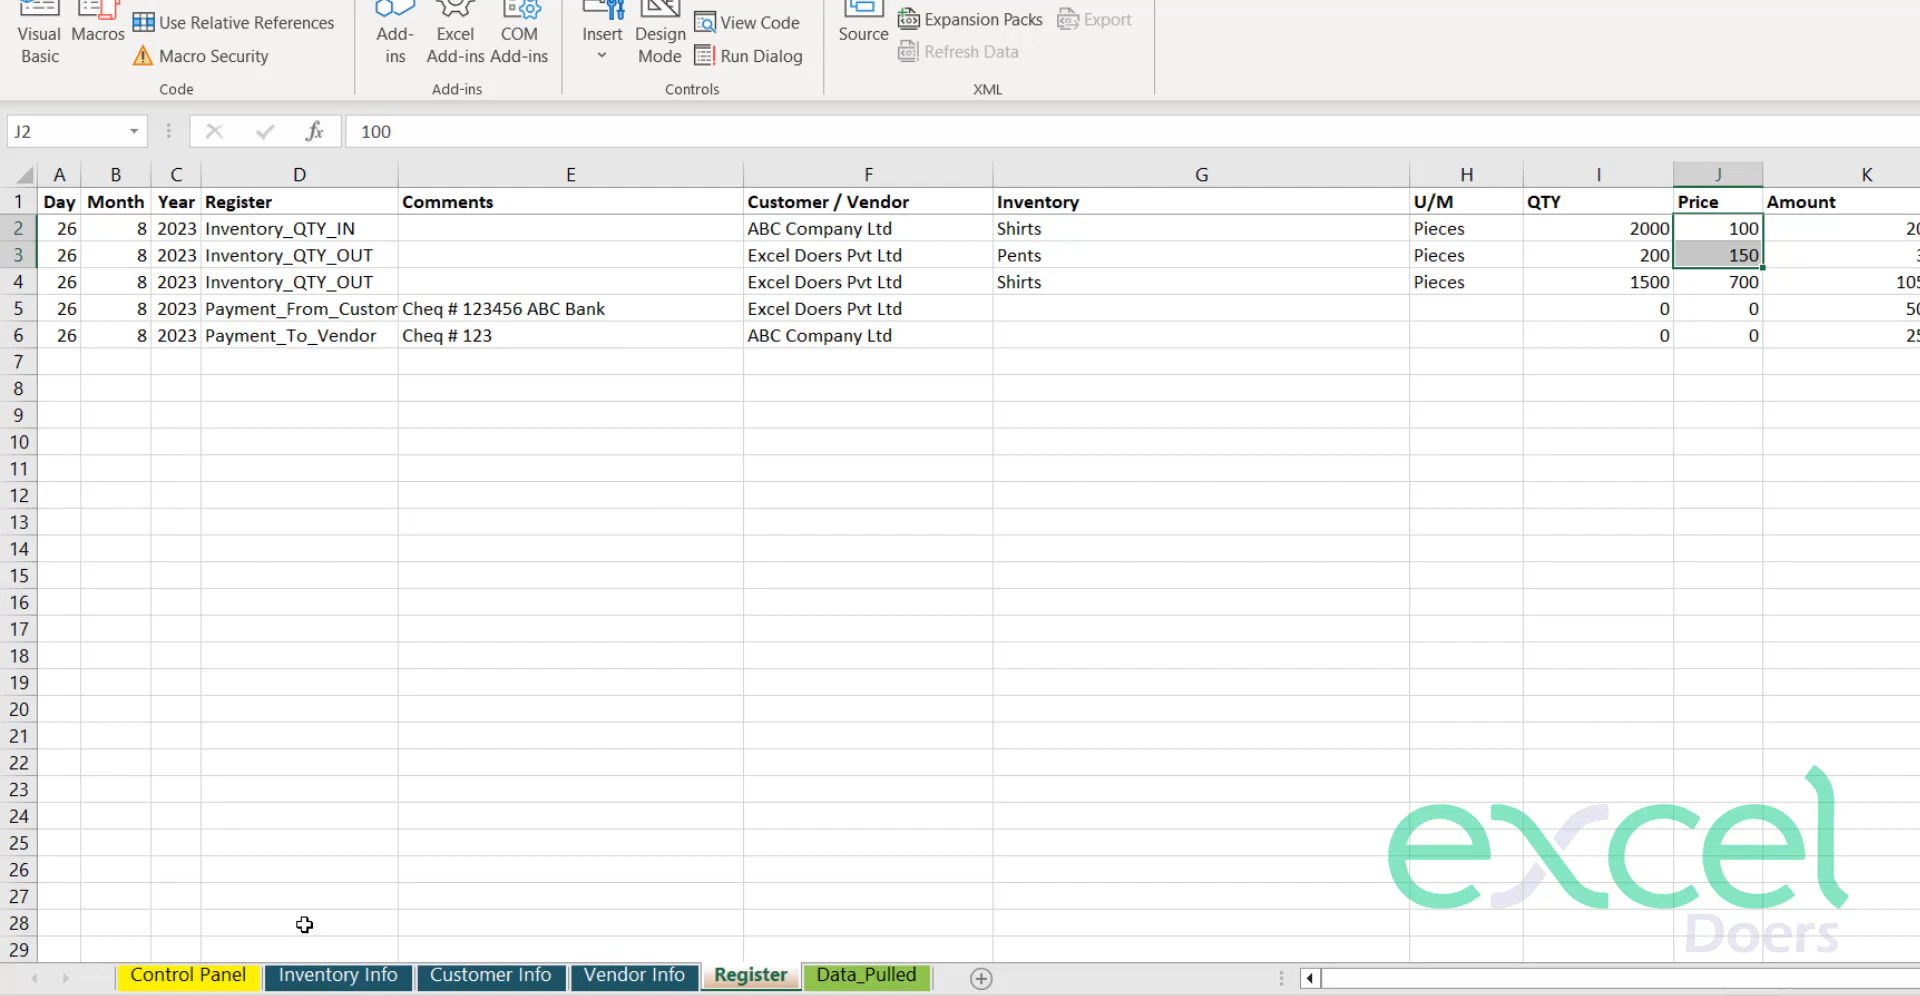 Visual Basic
Macros
Use Relative References
Macro Security
Code
Add-ins
Excel Add-ins
COM Add-ins
Add-ins
Insert
Design Mode
View Code
Run Dialog
Controls
Source
Expansion Packs
Export
Refresh Data
XML
J2
fx
100
A B C D E F G H I J K
1 Day Month Year Register Comments Customer / Vendor Inventory U/M QTY Price Amount
2 26 8 2023 Inventory_QTY_IN ABC Company Ltd Shirts Pieces 2000 100 20
3 26 8 2023 Inventory_QTY_OUT Excel Doers Pvt Ltd Pents Pieces 200 150 3
4 26 8 2023 Inventory_QTY_OUT Excel Doers Pvt Ltd Shirts Pieces 1500 700 105
5 26 8 2023 Payment_From_Custom Cheq # 123456 ABC Bank Excel Doers Pvt Ltd 0 0 50
6 26 8 2023 Payment_To_Vendor Cheq # 123 ABC Company Ltd 0 0 25
7
8
9
10
11
12
13
14
15
16
17
18
19
20
21
22
23
24
25
26
27
28
29
excel
Doers
Control Panel Inventory Info Customer Info Vendor Info Register Data_Pulled